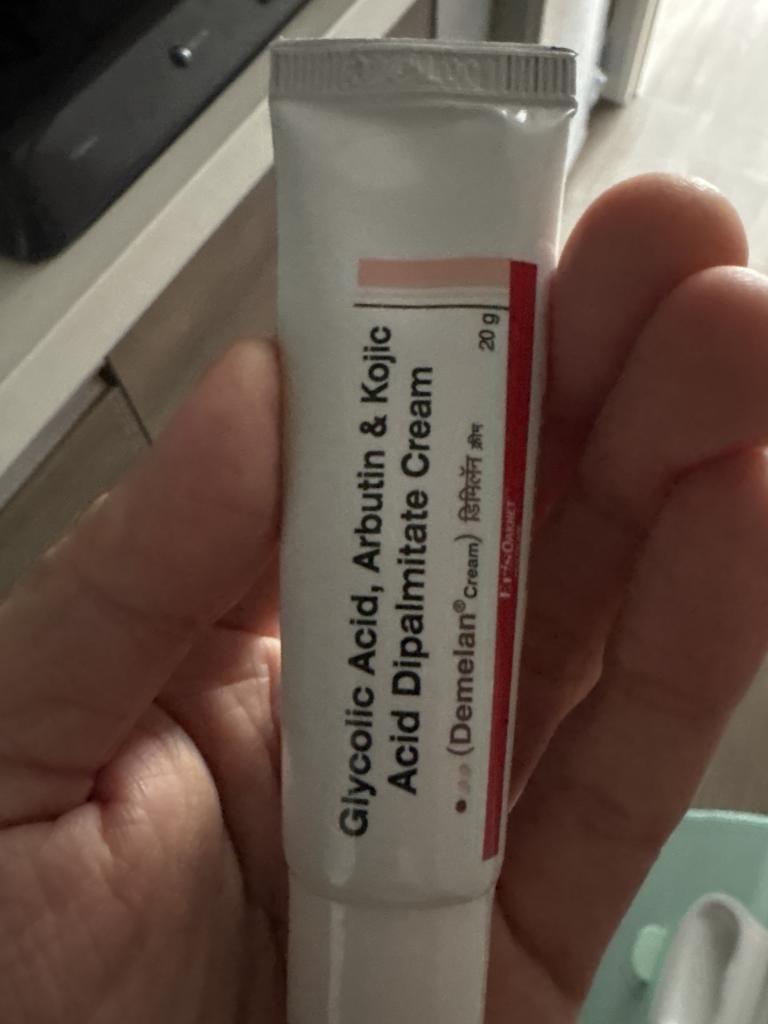 Glycolic Acid, Arbutin & Kojic
Acid Dipalmitate Cream
20 g
(Demelan® Cream) डिमिलॅन क्रीम